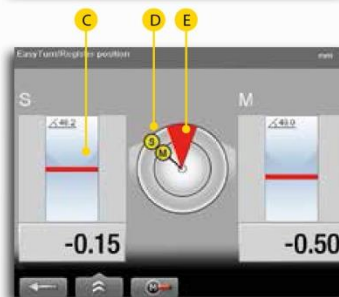 C D E
EasyTurn/Register position mm
S M
40.2 40.0
S
M
-0.15 -0.50
M